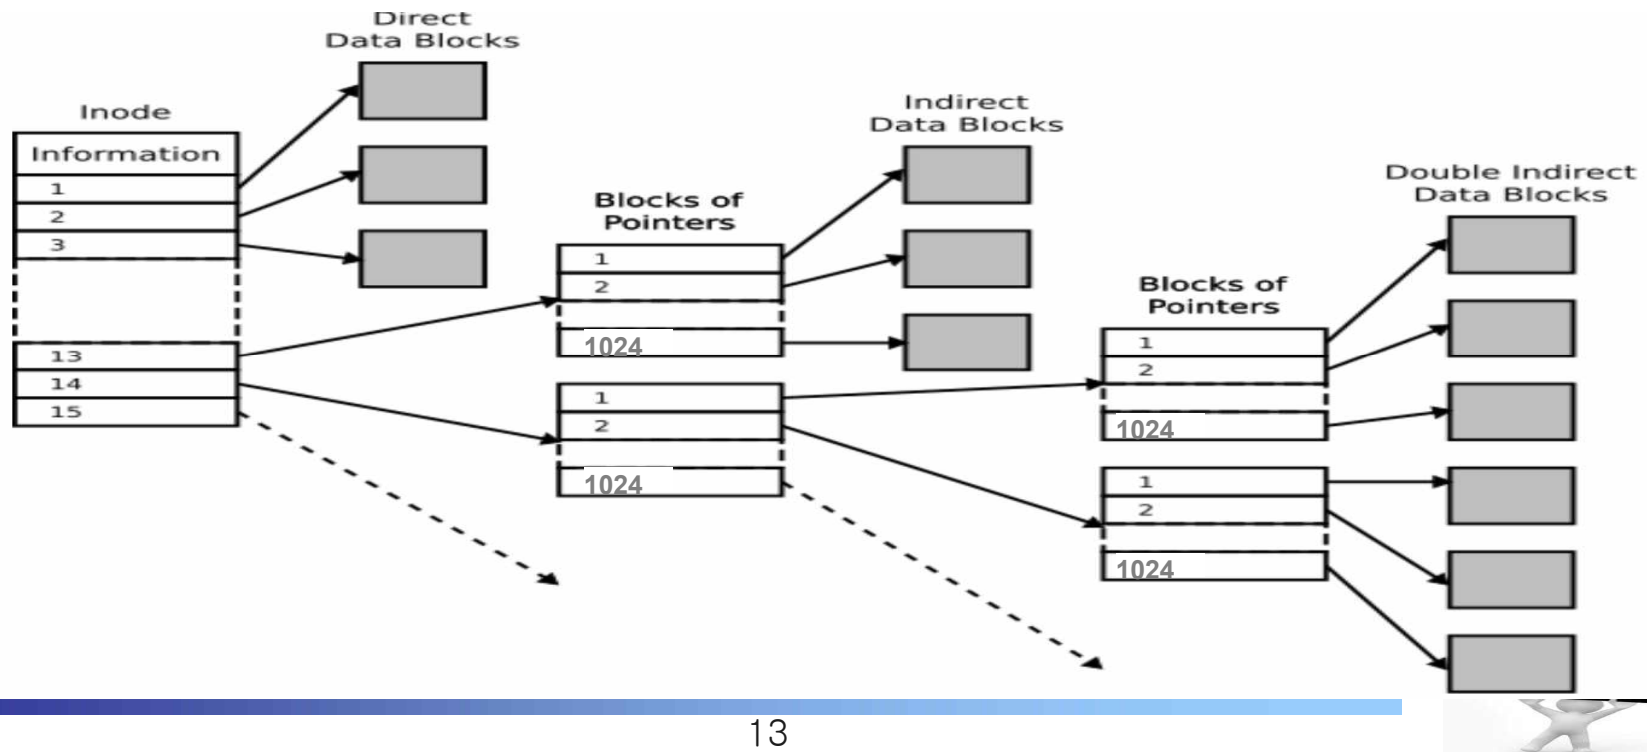 Direct
Data Blocks
Inode
Information
1
2
3
13
14
15
Blocks of
Pointers
1
2
1024
1
2
1024
Indirect
Data Blocks
Blocks of
Pointers
1
2
1024
1
2
1024
Double Indirect
Data Blocks
13